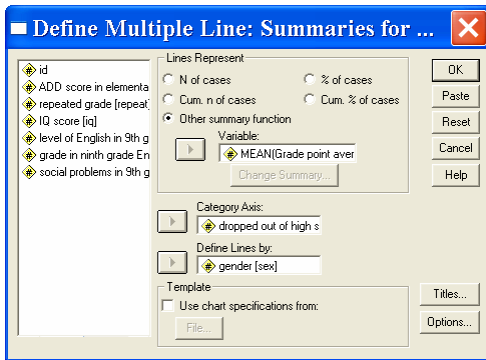 Define Multiple Line: Summaries for ...
id
ADD score in elementa
repeated grade [repeat]
IQ score [iq]
level of English in 9th g
grade in ninth grade En
social problems in 9th g
Lines Represent
N of cases
% of cases
Cum. n of cases
Cum. % of cases
Other summary function
Variable:
MEAN(Grade point aver
Change Summary...
Category Axis:
dropped out of high s
Define Lines by:
gender [sex]
Template
Use chart specifications from:
File...
OK
Paste
Reset
Cancel
Help
Titles...
Options...